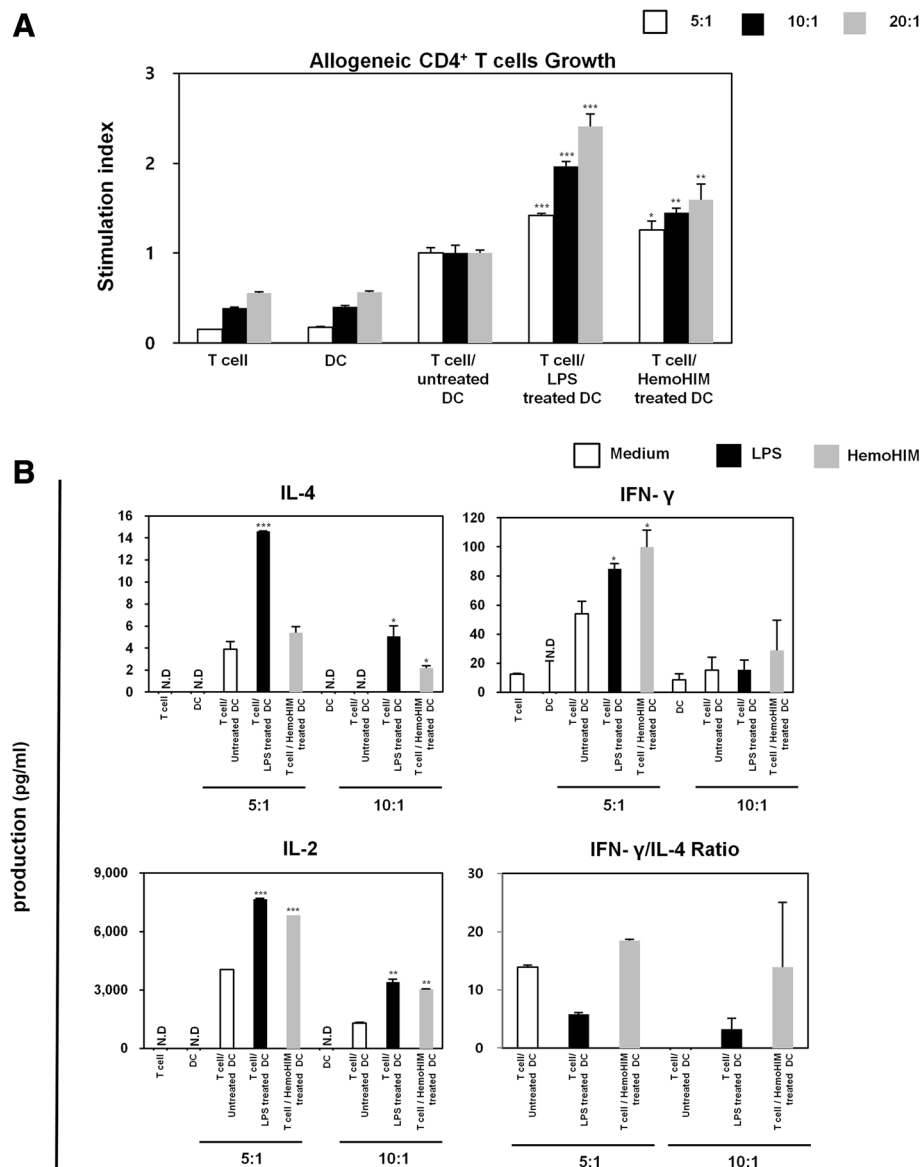 A
5:1 10:1 20:1
Allogeneic CD4⁺ T cells Growth
Stimulation index
3
2
1
0
***
***
***
*
**
**
T cell
DC
T cell/
untreated
DC
T cell/
LPS
treated DC
T cell/
HemoHIM
treated DC
B
Medium LPS HemoHIM
production (pg/ml)
IL-4
16
14
12
10
8
6
4
2
0
N.D
N.D
***
N.D
N.D
*
*
T cell
DC
T cell/
Untreated DC
T cell/
LPS treated DC
T cell / HemoHIM
treated DC
DC
T cell/
Untreated DC
T cell/
LPS treated DC
T cell / HemoHIM
treated DC
5:1
10:1
IFN- γ
120
100
80
60
40
20
0
N.D
*
*
T cell
DC
T cell/
Untreated DC
T cell/
LPS treated DC
T cell / HemoHIM
treated DC
DC
T cell/
Untreated DC
T cell/
LPS treated DC
T cell / HemoHIM
treated DC
5:1
10:1
IL-2
9,000
6,000
3,000
0
N.D
N.D
***
***
N.D
**
**
T cell
DC
T cell/
Untreated DC
T cell/
LPS treated DC
T cell / HemoHIM
treated DC
DC
T cell/
Untreated DC
T cell/
LPS treated DC
T cell / HemoHIM
treated DC
5:1
10:1
IFN- γ/IL-4 Ratio
30
20
10
0
T cell/
Untreated DC
T cell/
LPS treated DC
T cell / HemoHIM
treated DC
T cell/
Untreated DC
T cell/
LPS treated DC
T cell / HemoHIM
treated DC
5:1
10:1